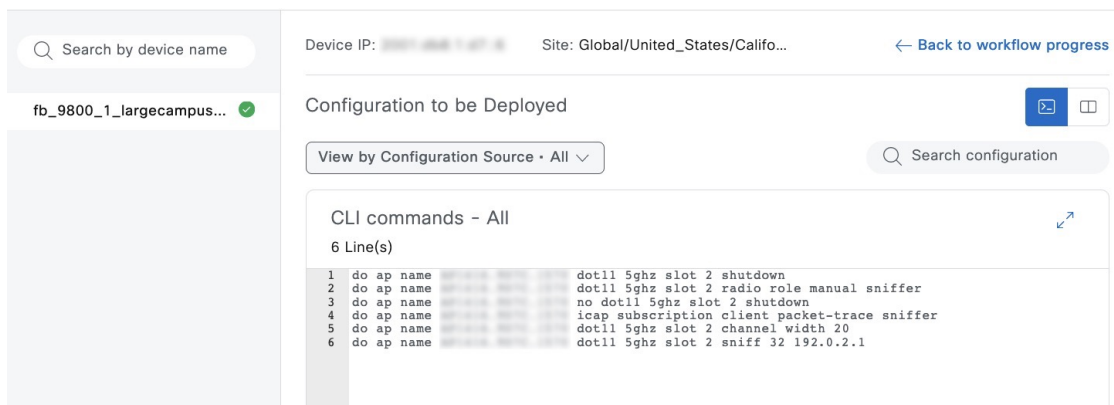 Search by device name
fb_9800_1_largecampus...
Device IP: Site: Global/United_States/Califo... ← Back to workflow progress
Configuration to be Deployed
View by Configuration Source • All
Search configuration
CLI commands - All
6 Line(s)
1 do ap name dot11 5ghz slot 2 shutdown
2 do ap name dot11 5ghz slot 2 radio role manual sniffer
3 do ap name no dot11 5ghz slot 2 shutdown
4 do ap name icap subscription client packet-trace sniffer
5 do ap name dot11 5ghz slot 2 channel width 20
6 do ap name dot11 5ghz slot 2 sniff 32 192.0.2.1